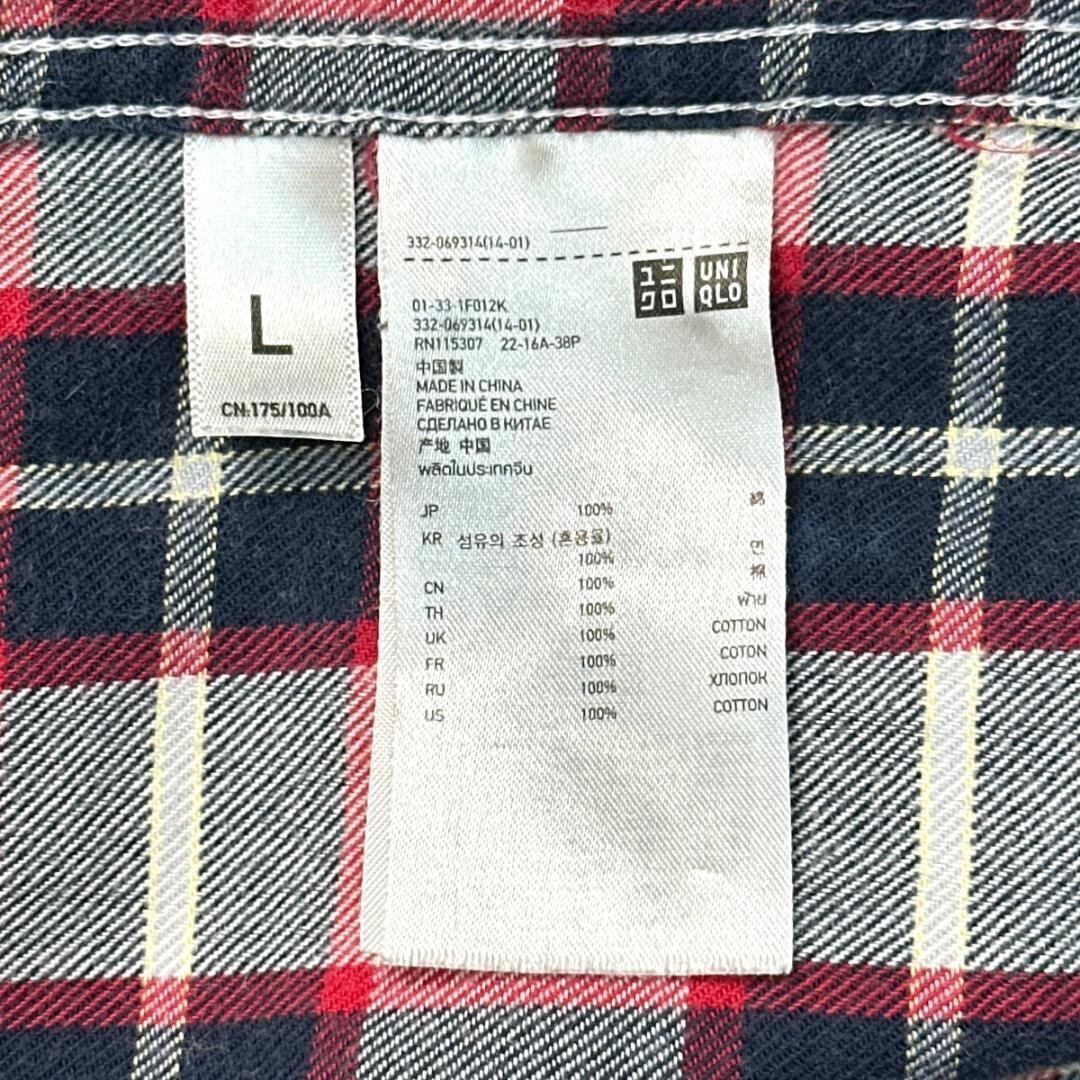 L
CN:175/100A
332-069314(14-01)
ユニ
クロ
UNI
QLO
01-33-1F012K
332-069314(14-01)
RN115307 22-16A-38P
中国製
MADE IN CHINA
FABRIQUÉ EN CHINE
СДЕЛАНО В КИТАЕ
产地 中国
ผลิตในประเทศจีน
JP 100% 綿
KR 섬유의 조성 (혼용율)
100% 면
CN 100% 棉
TH 100% ฝ้าย
UK 100% COTTON
FR 100% COTON
RU 100% ХЛОПОК
US 100% COTTON